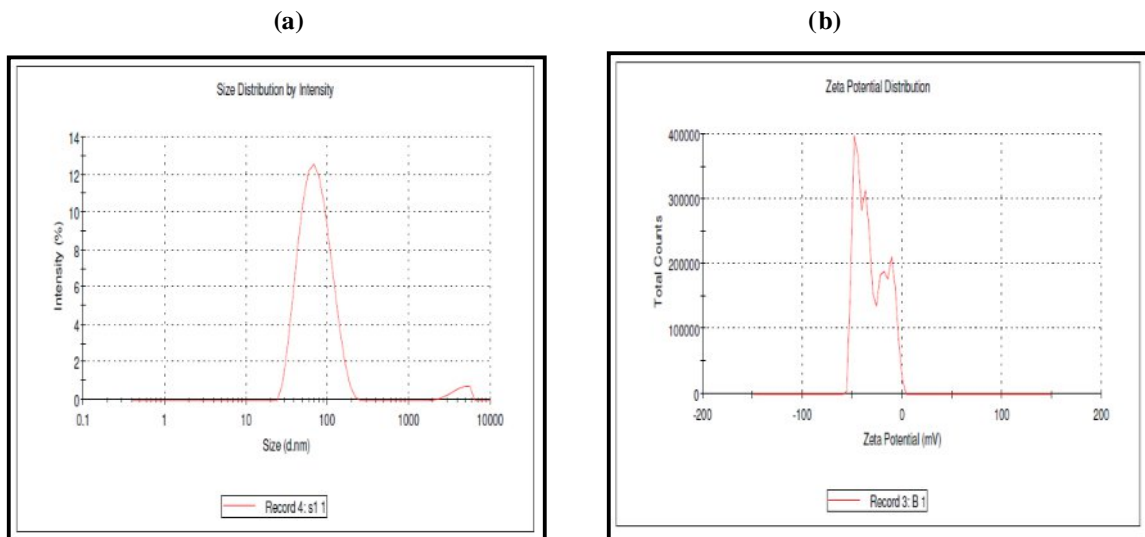 (a)
(b)
Size Distribution by Intensity
14
12
10
8
6
4
2
0
Intensity (%)
0.1 1 10 100 1000 10000
Size (d.nm)
Record 4: s1 1
Zeta Potential Distribution
400000
300000
200000
100000
0
Total Counts
-200 -100 0 100 200
Zeta Potential (mV)
Record 3: B 1